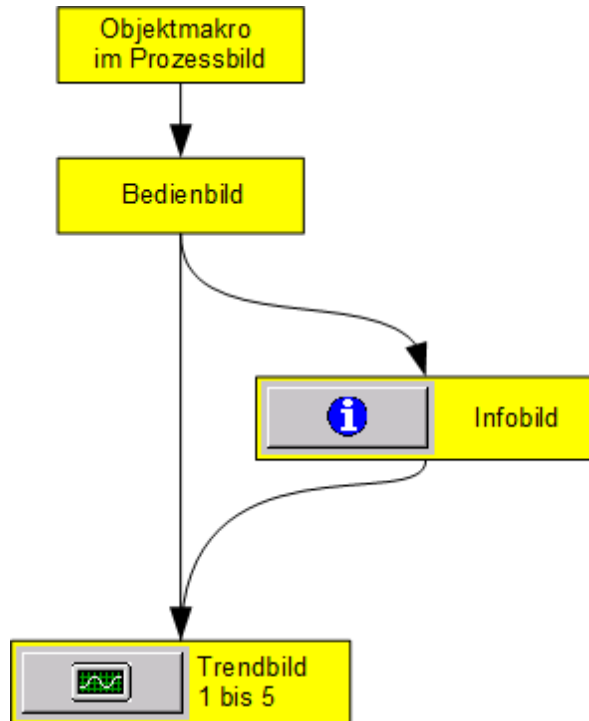 Objektmakro
im Prozessbild
Bedienbild
Infobild
Trendbild
1 bis 5